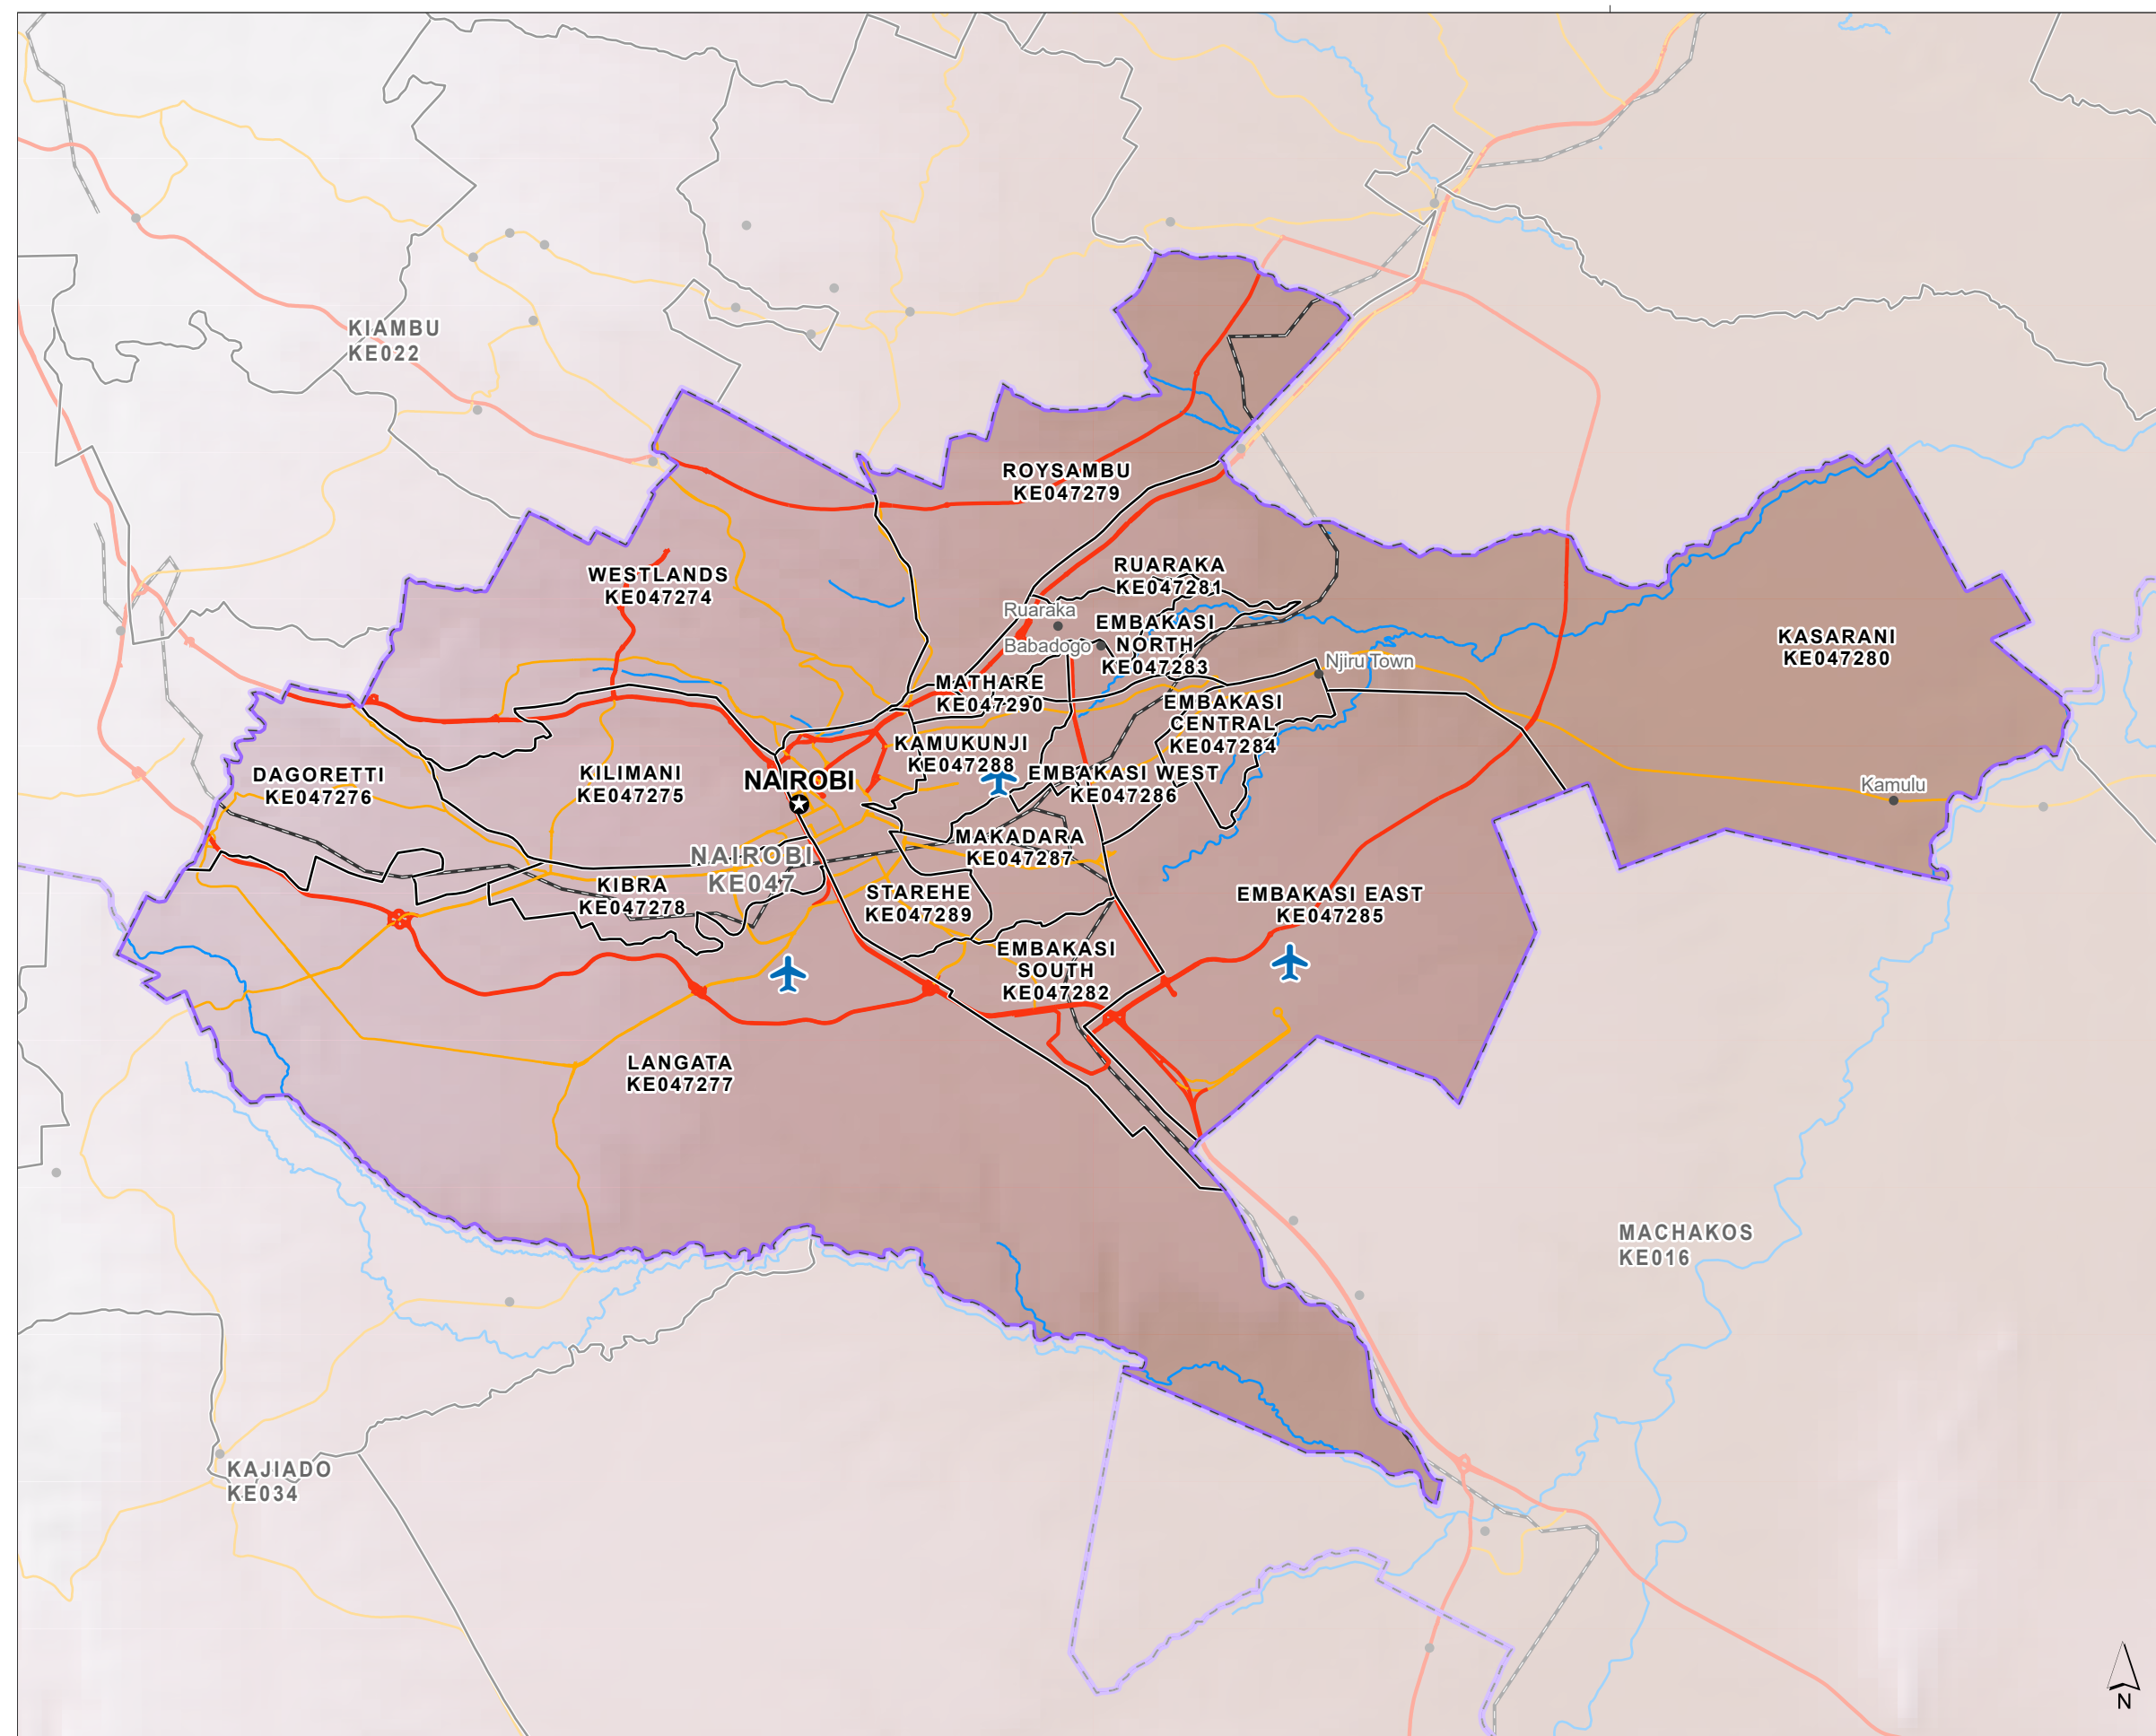 KIAMBU
KE022
ROYSAMBU
KE047279
WESTLANDS
KE047274
RUARAKA
KE047281
Ruaraka
EMBAKASI
NORTH
KE047283
Babadogo
KASARANI
KE047280
Njiru Town
MATHARE
KE047290
EMBAKASI
CENTRAL
KE047284
KAMUKUNJI
KE047288
DAGORETTI
KE047276
KILIMANI
KE047275
NAIROBI
EMBAKASI WEST
KE047286
Kamulu
MAKADARA
KE047287
NAIROBI
KE047
KIBRA
KE047278
STAREHE
KE047289
EMBAKASI EAST
KE047285
EMBAKASI
SOUTH
KE047282
LANGATA
KE047277
MACHAKOS
KE016
KAJIADO
KE034
N